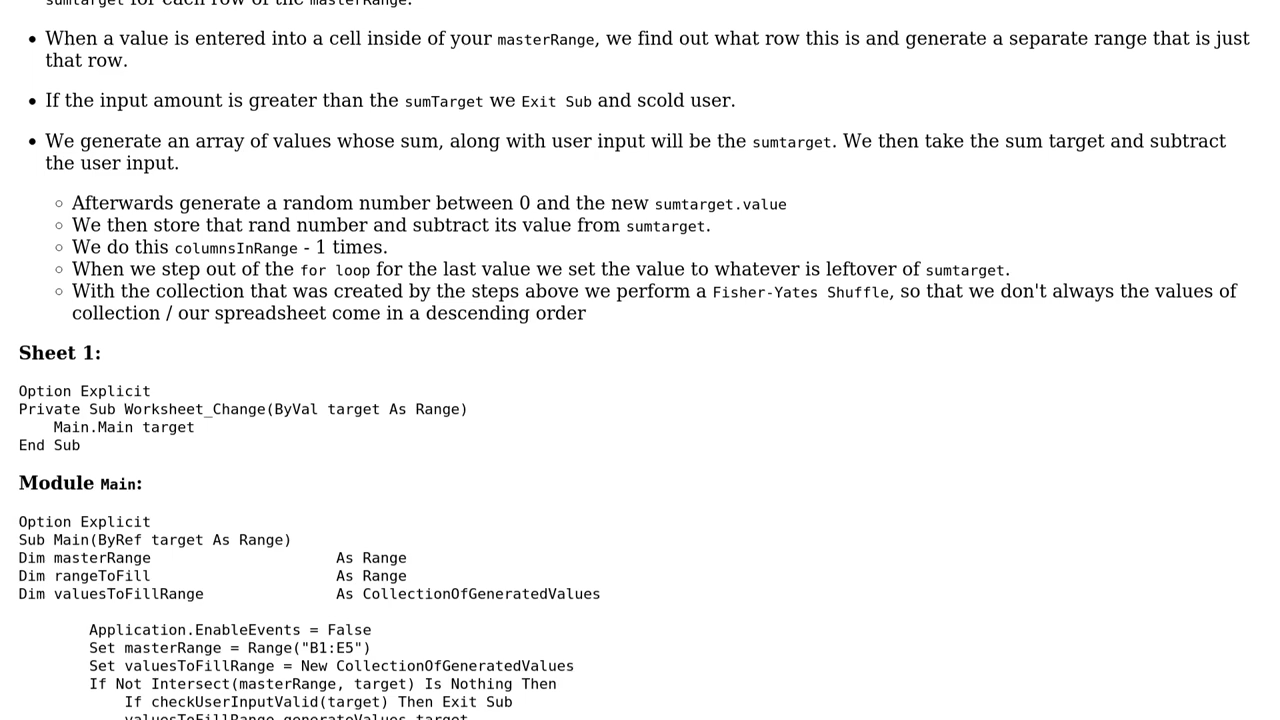 sumtarget for each row of the masterRange.
• When a value is entered into a cell inside of your masterRange, we find out what row this is and generate a separate range that is just
that row.
• If the input amount is greater than the sumTarget we Exit Sub and scold user.
• We generate an array of values whose sum, along with user input will be the sumtarget. We then take the sum target and subtract
the user input.
◦ Afterwards generate a random number between 0 and the new sumtarget.value
◦ We then store that rand number and subtract its value from sumtarget.
◦ We do this columnsInRange - 1 times.
◦ When we step out of the for loop for the last value we set the value to whatever is leftover of sumtarget.
◦ With the collection that was created by the steps above we perform a Fisher-Yates Shuffle, so that we don't always the values of
collection / our spreadsheet come in a descending order
Sheet 1:
Option Explicit
Private Sub Worksheet_Change(ByVal target As Range)
    Main.Main target
End Sub
Module Main:
Option Explicit
Sub Main(ByRef target As Range)
Dim masterRange                     As Range
Dim rangeToFill                     As Range
Dim valuesToFillRange               As CollectionOfGeneratedValues
        Application.EnableEvents = False
        Set masterRange = Range("B1:E5")
        Set valuesToFillRange = New CollectionOfGeneratedValues
        If Not Intersect(masterRange, target) Is Nothing Then
            If checkUserInputValid(target) Then Exit Sub
            valuesToFillRange.generateValues target